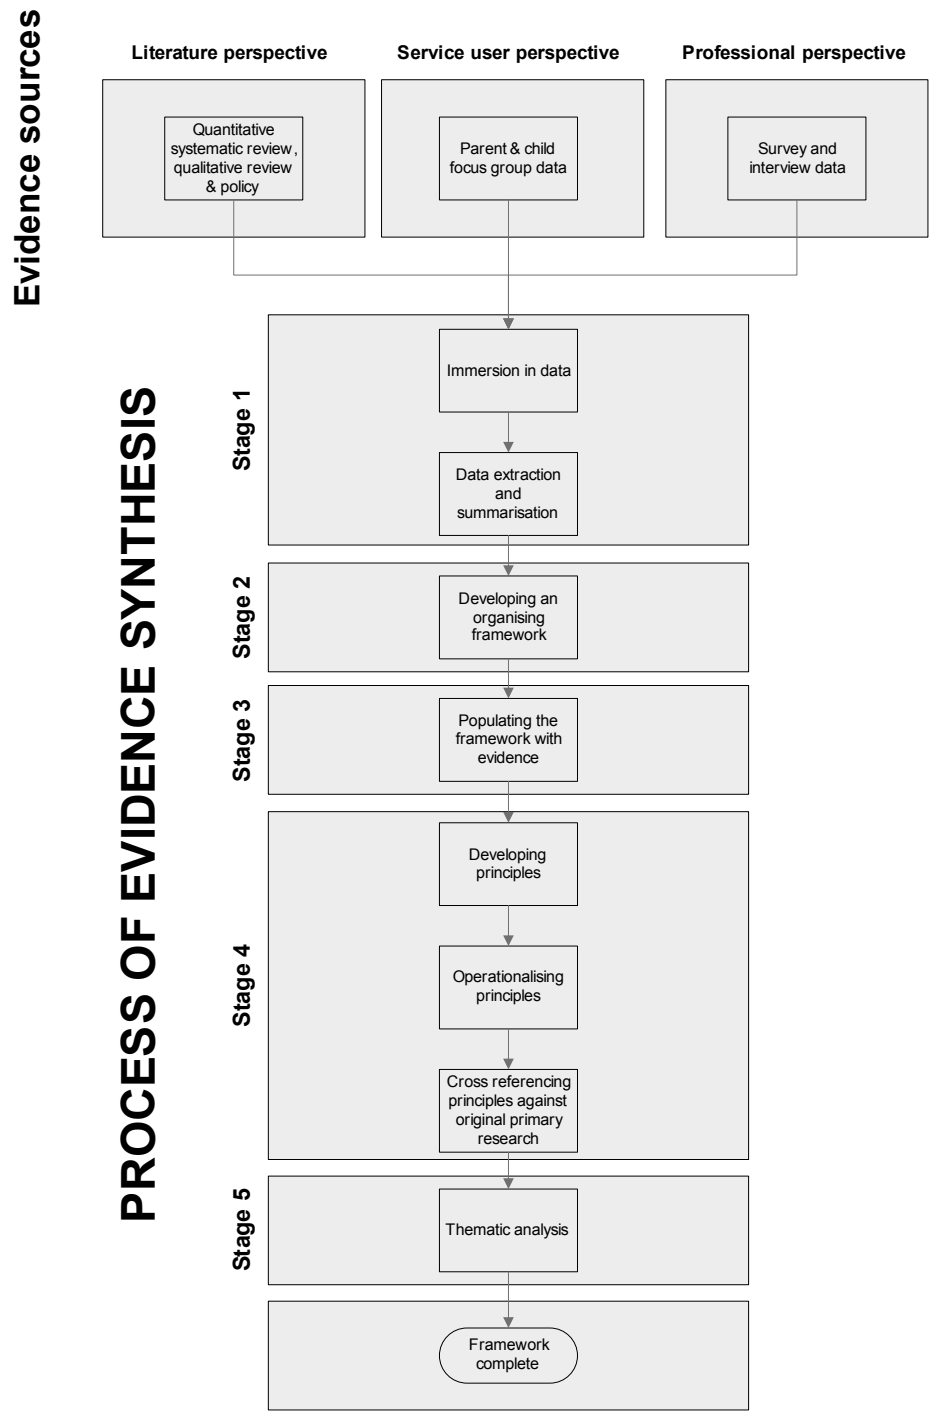 Evidence sources
Literature perspective
Service user perspective
Professional perspective
Quantitative
systematic review,
qualitative review
& policy
Parent & child
focus group data
Survey and
interview data
PROCESS OF EVIDENCE SYNTHESIS
Stage 1
Immersion in data
Data extraction
and
summarisation
Stage 2
Developing an
organising
framework
Stage 3
Populating the
framework with
evidence
Stage 4
Developing
principles
Operationalising
principles
Cross referencing
principles against
original primary
research
Stage 5
Thematic analysis
Framework
complete